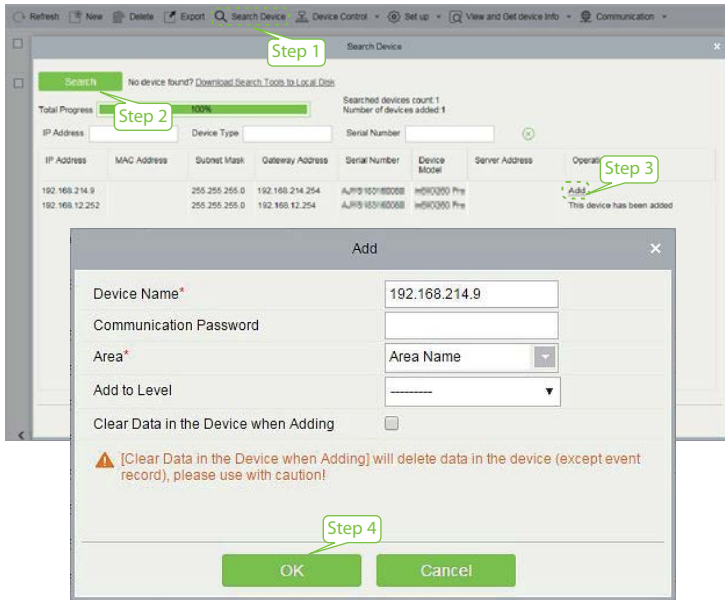 Refresh New Delete Export Search Device Device Control Set up View and Get device Info Communication
Step 1
Search Device
Search No device found? Download Search Tools to Local Disk
Step 2
Total Progress 100% Searched devices count:1
Number of devices added:1
IP Address Device Type Serial Number
IP Address MAC Address Subnet Mask Gateway Address Serial Number Device Model Server Address
Step 3
192.168.214.9 255.255.255.0 192.168.214.254 Add
192.168.12.252 255.255.255.0 192.168.12.254 This device has been added
Add
Device Name* 192.168.214.9
Communication Password
Area* Area Name
Add to Level ---------
Clear Data in the Device when Adding
[Clear Data in the Device when Adding] will delete data in the device (except event
record), please use with caution!
Step 4
OK Cancel